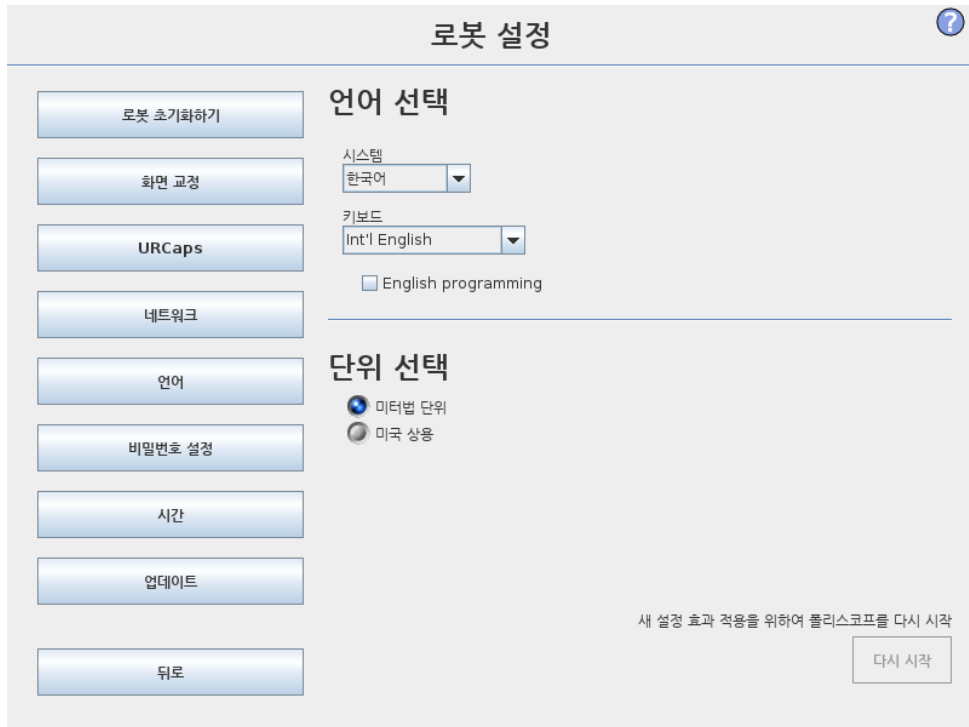 로봇 설정
?
로봇 초기화하기
화면 교정
URCaps
네트워크
언어
비밀번호 설정
시간
업데이트
뒤로
언어 선택
시스템
한국어
키보드
Int'l English
English programming
단위 선택
미터법 단위
미국 상용
새 설정 효과 적용을 위하여 폴리스코프를 다시 시작
다시 시작